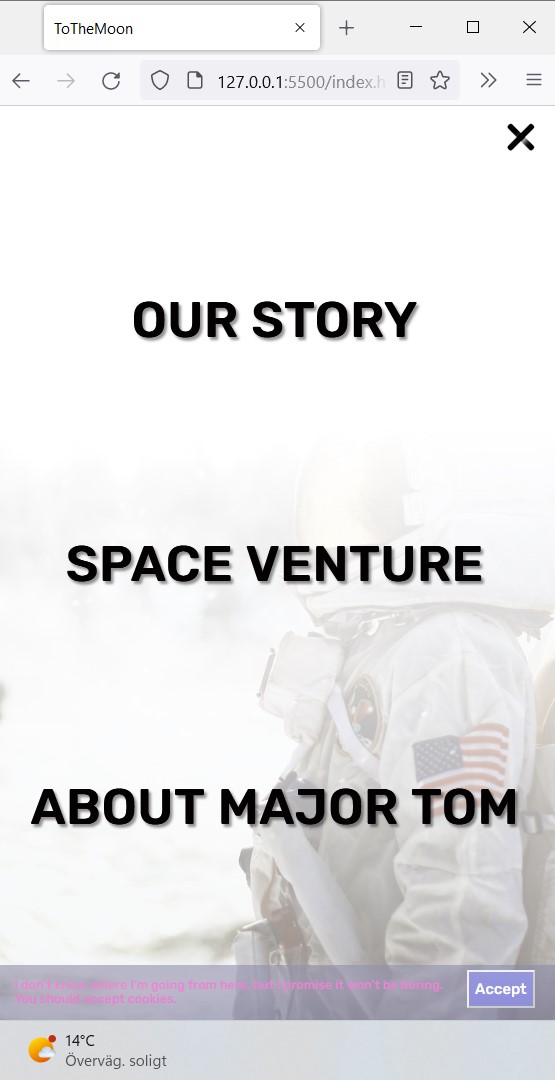 ToTheMoon
127.0.0.1:5500/index.h
OUR STORY
SPACE VENTURE
ABOUT MAJOR TOM
I don't know where I'm going from here, but I promise it won't be boring.
You should accept cookies.
Accept
14°C
Överväg. soligt